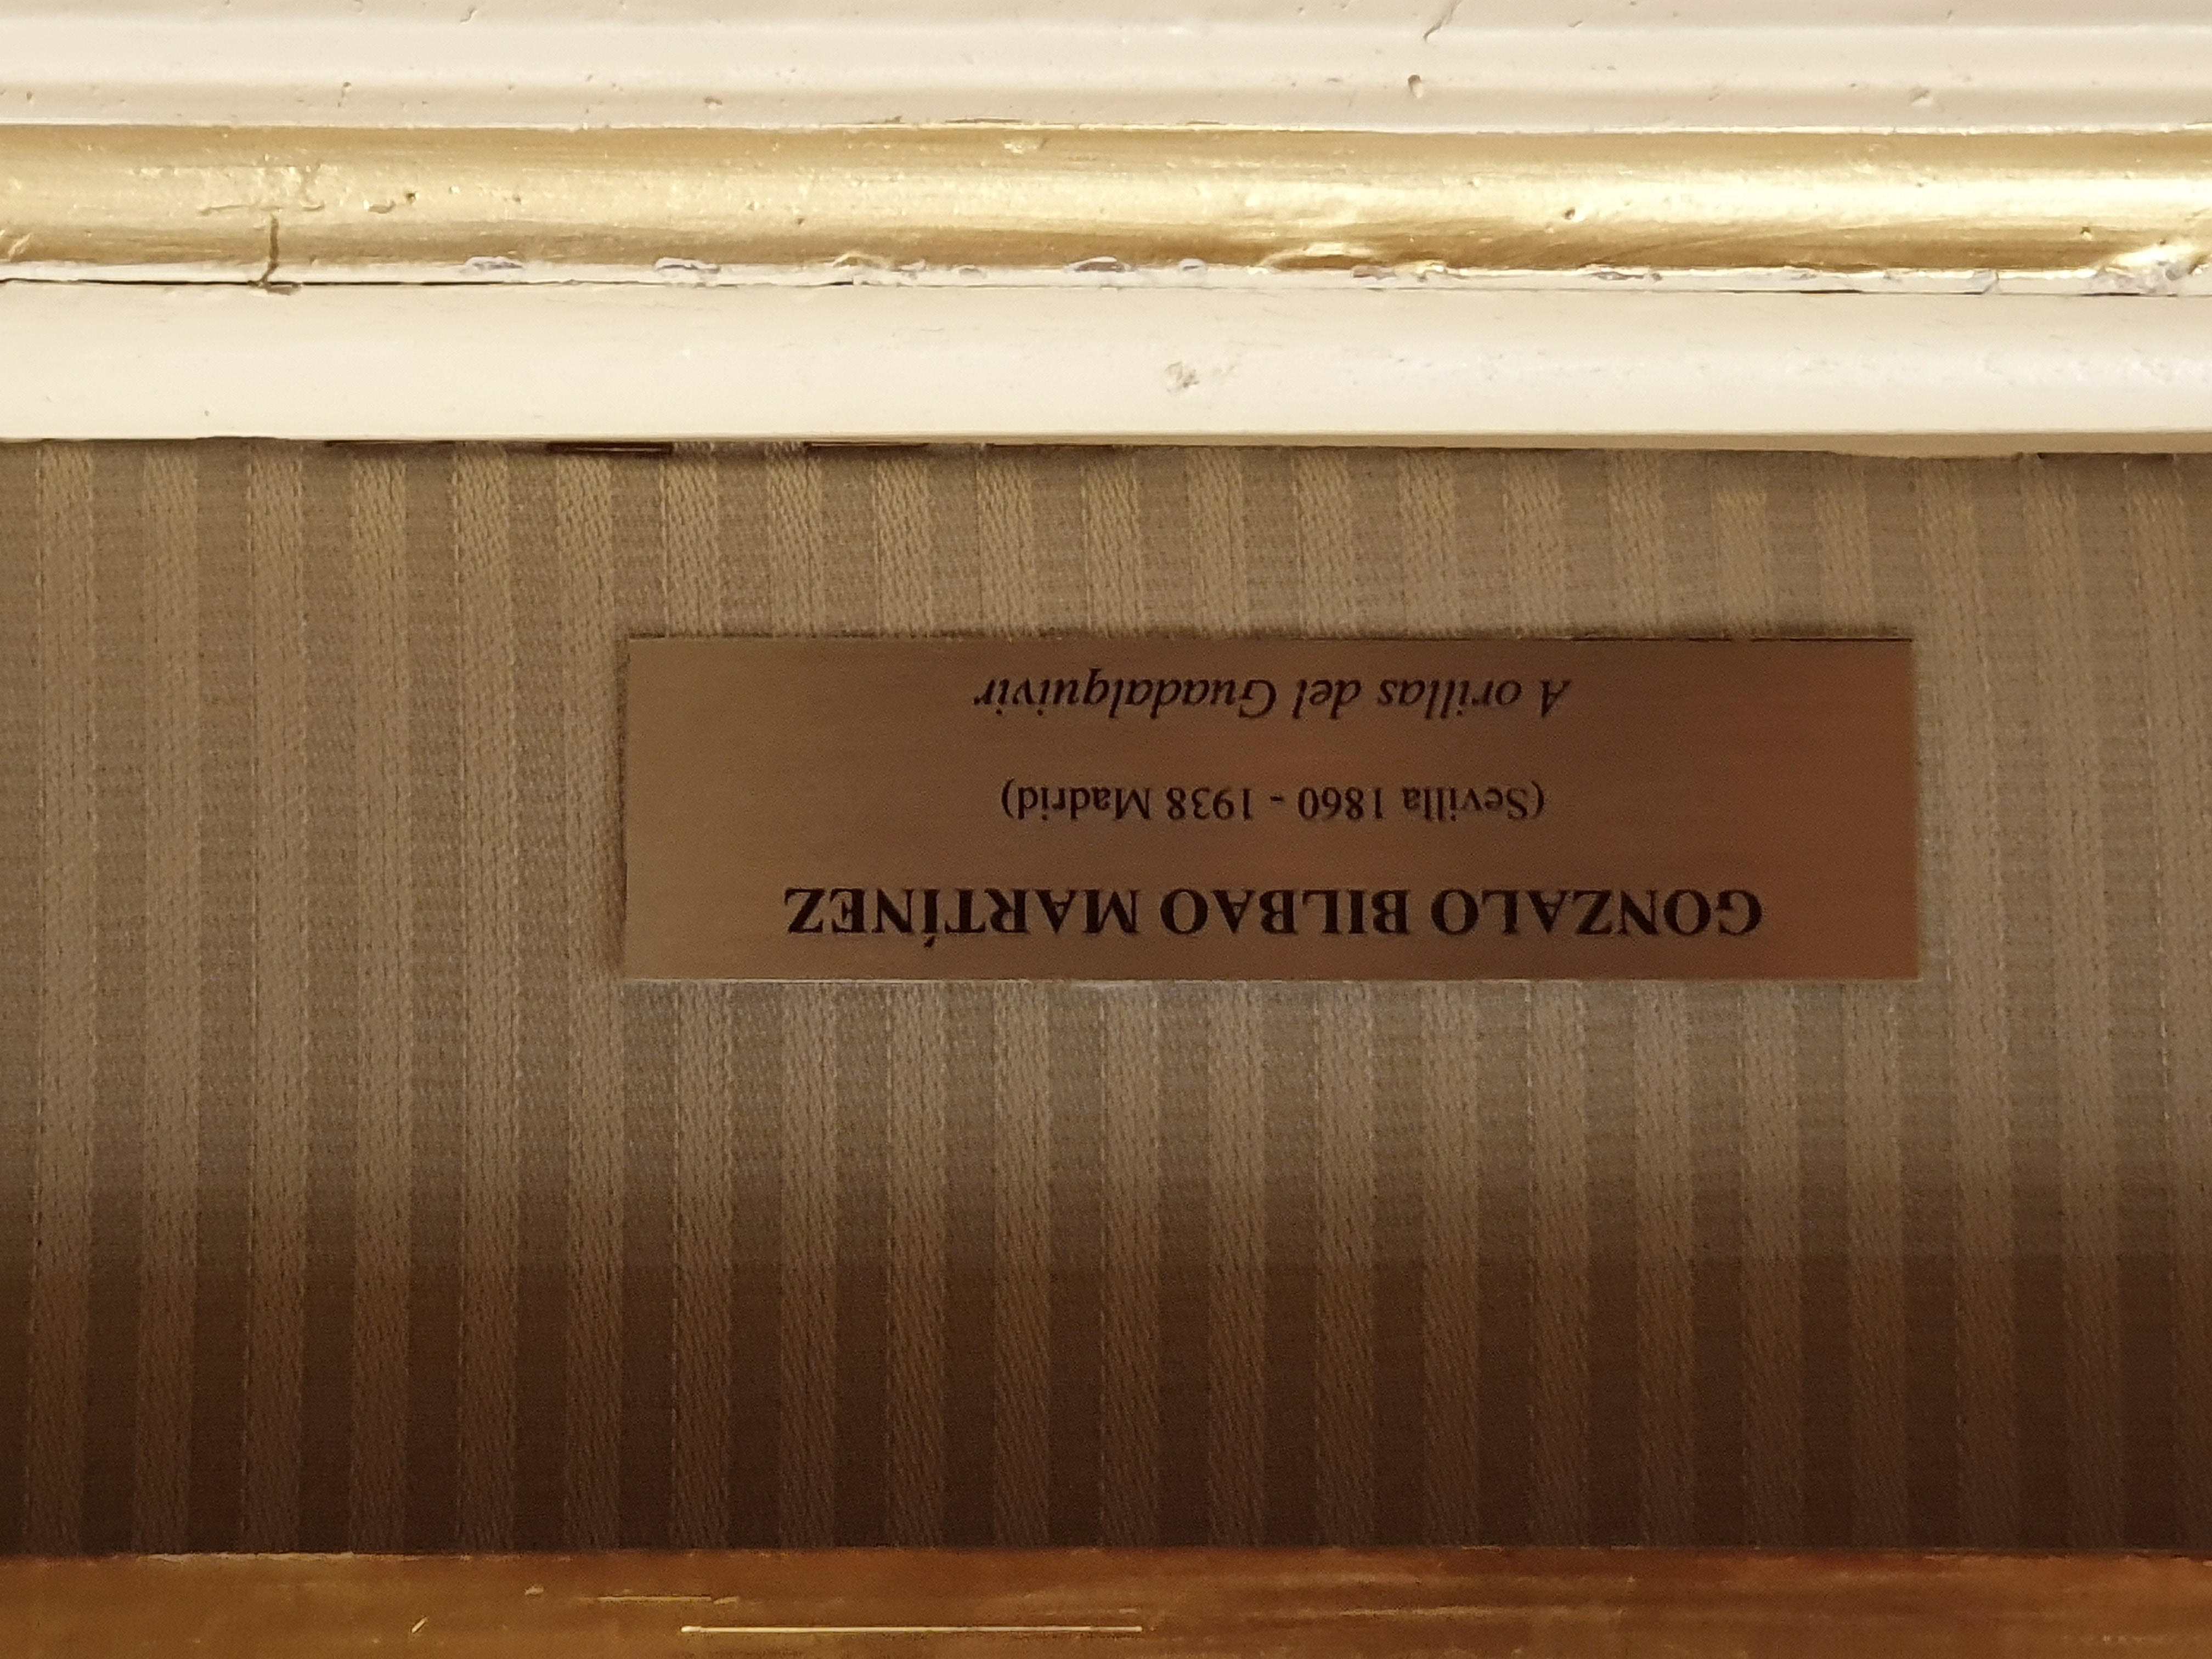 GONZALO BILBAO MARTÍNEZ
(Sevilla 1860 - 1938 Madrid)
A orillas del Guadalquivir